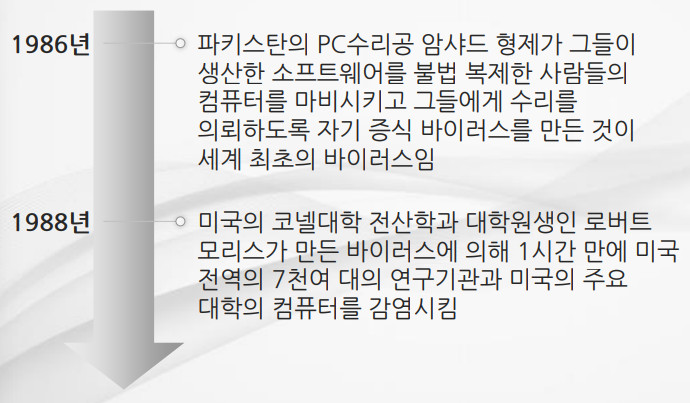 1986년
파키스탄의 PC수리공 암샤드 형제가 그들이
생산한 소프트웨어를 불법 복제한 사람들의
컴퓨터를 마비시키고 그들에게 수리를
의뢰하도록 자기 증식 바이러스를 만든 것이
세계 최초의 바이러스임
1988년
미국의 코넬대학 전산학과 대학원생인 로버트
모리스가 만든 바이러스에 의해 1시간 만에 미국
전역의 7천여 대의 연구기관과 미국의 주요
대학의 컴퓨터를 감염시킴